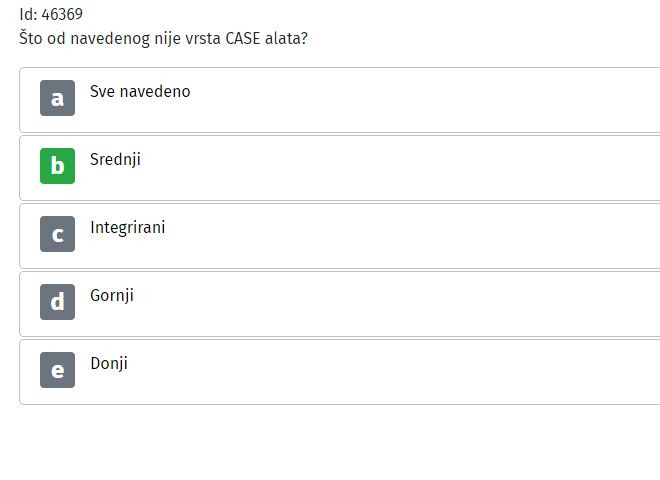 Id: 46369
Što od navedenog nije vrsta CASE alata?
a Sve navedeno
b Srednji
c Integrirani
d Gornji
e Donji